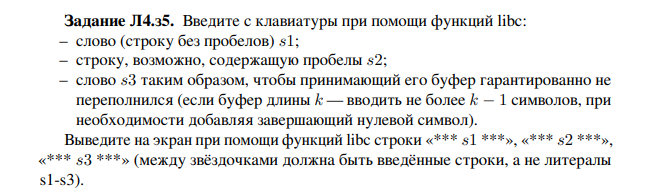 Задание Л4.з5. Введите с клавиатуры при помощи функций libc:
– слово (строку без пробелов) s1;
– строку, возможно, содержащую пробелы s2;
– слово s3 таким образом, чтобы принимающий его буфер гарантированно не
переполнился (если буфер длины k — вводить не более k − 1 символов, при
необходимости добавляя завершающий нулевой символ).
Выведите на экран при помощи функций libc строки «*** s1 ***», «*** s2 ***»,
«*** s3 ***» (между звёздочками должна быть введённые строки, а не литералы
s1-s3).